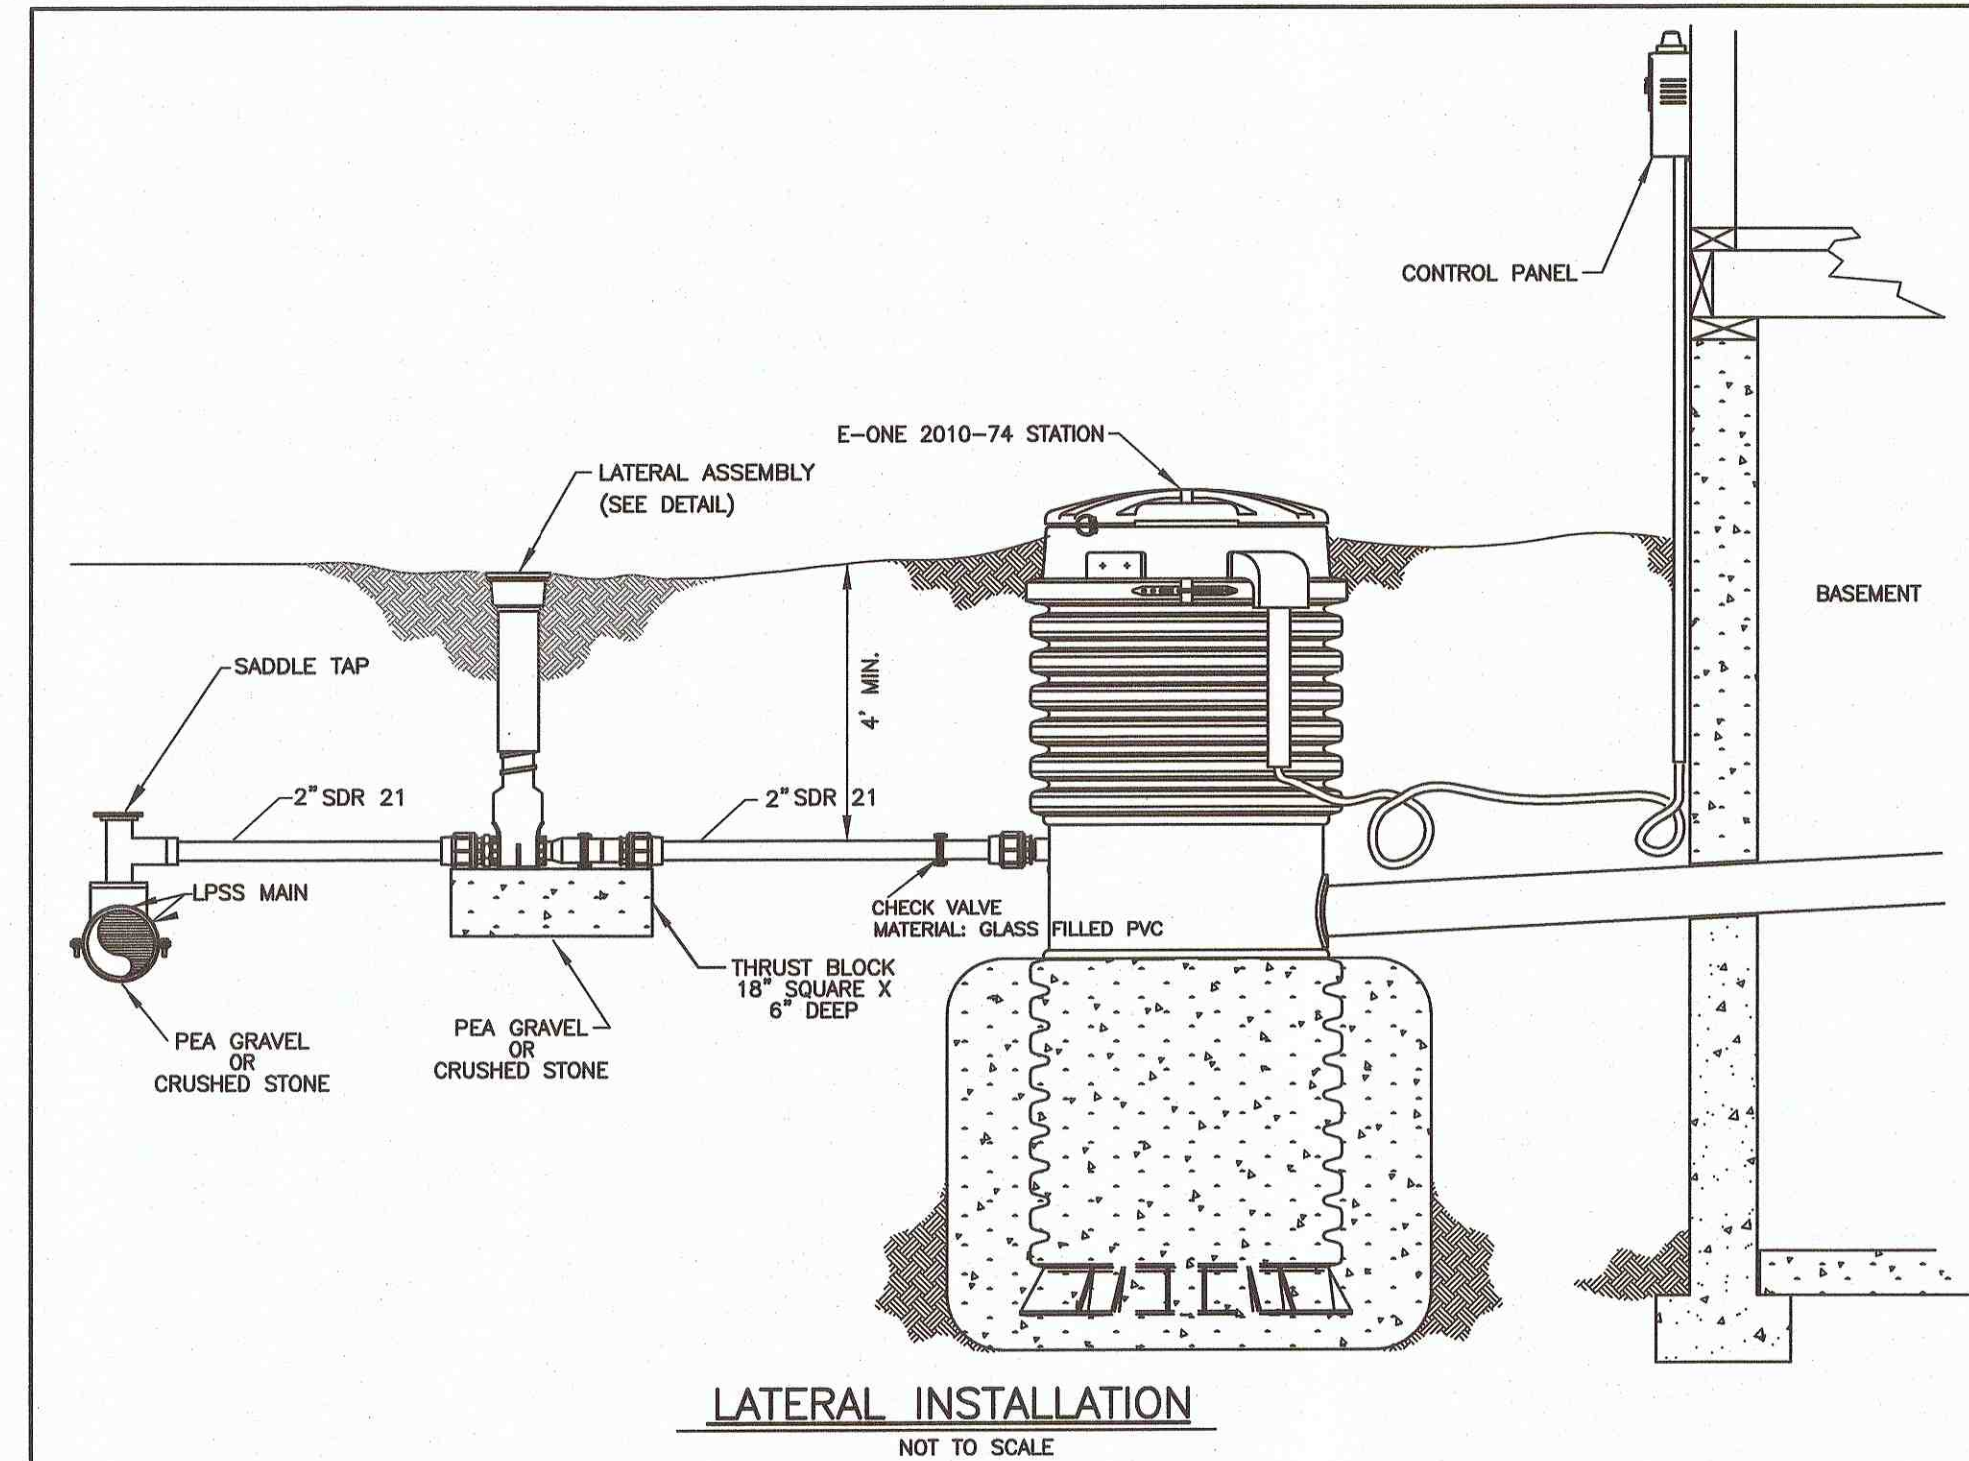 CONTROL PANEL
E-ONE 2010-74 STATION
LATERAL ASSEMBLY
(SEE DETAIL)
BASEMENT
SADDLE TAP
4' MIN.
2" SDR 21
2" SDR 21
LPSS MAIN
CHECK VALVE
MATERIAL: GLASS FILLED PVC
THRUST BLOCK
18" SQUARE X
6" DEEP
PEA GRAVEL
OR
CRUSHED STONE
PEA GRAVEL
OR
CRUSHED STONE
LATERAL INSTALLATION
NOT TO SCALE